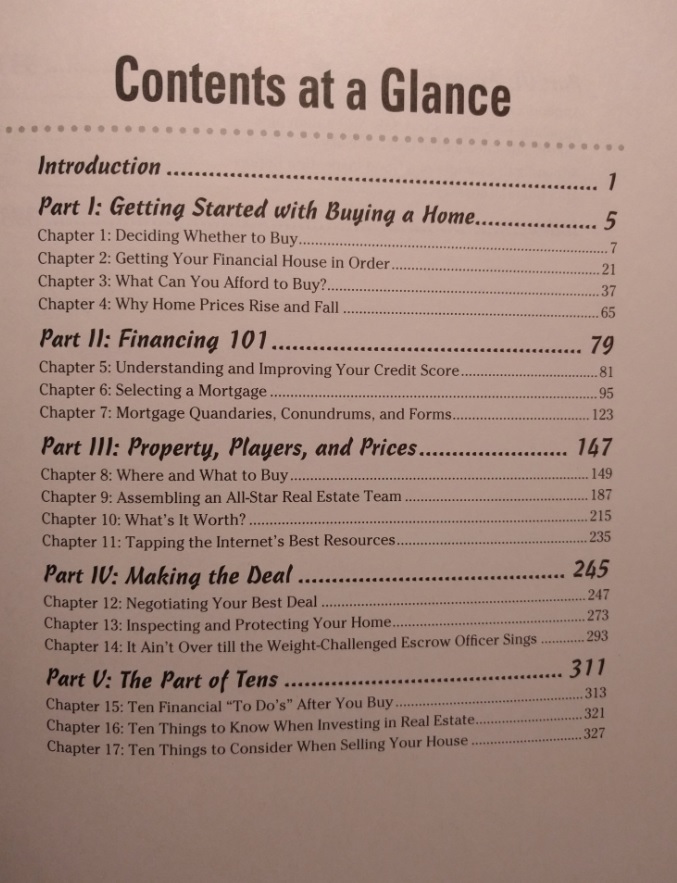 Contents at a Glance
Introduction ........ 1
Part I: Getting Started with Buying a Home........ 5
Chapter 1: Deciding Whether to Buy........ 7
Chapter 2: Getting Your Financial House in Order........ 21
Chapter 3: What Can You Afford to Buy?........ 37
Chapter 4: Why Home Prices Rise and Fall ........ 65
Part II: Financing 101........ 79
Chapter 5: Understanding and Improving Your Credit Score........ 81
Chapter 6: Selecting a Mortgage ........ 95
Chapter 7: Mortgage Quandaries, Conundrums, and Forms........ 123
Part III: Property, Players, and Prices........ 147
Chapter 8: Where and What to Buy........ 149
Chapter 9: Assembling an All-Star Real Estate Team ........ 187
Chapter 10: What's It Worth? ........ 215
Chapter 11: Tapping the Internet's Best Resources........ 235
Part IV: Making the Deal ........ 245
Chapter 12: Negotiating Your Best Deal ........ 247
Chapter 13: Inspecting and Protecting Your Home........ 273
Chapter 14: It Ain't Over till the Weight-Challenged Escrow Officer Sings ........ 293
Part V: The Part of Tens ........ 311
Chapter 15: Ten Financial “To Do's” After You Buy........ 313
Chapter 16: Ten Things to Know When Investing in Real Estate........ 321
Chapter 17: Ten Things to Consider When Selling Your House ........ 327